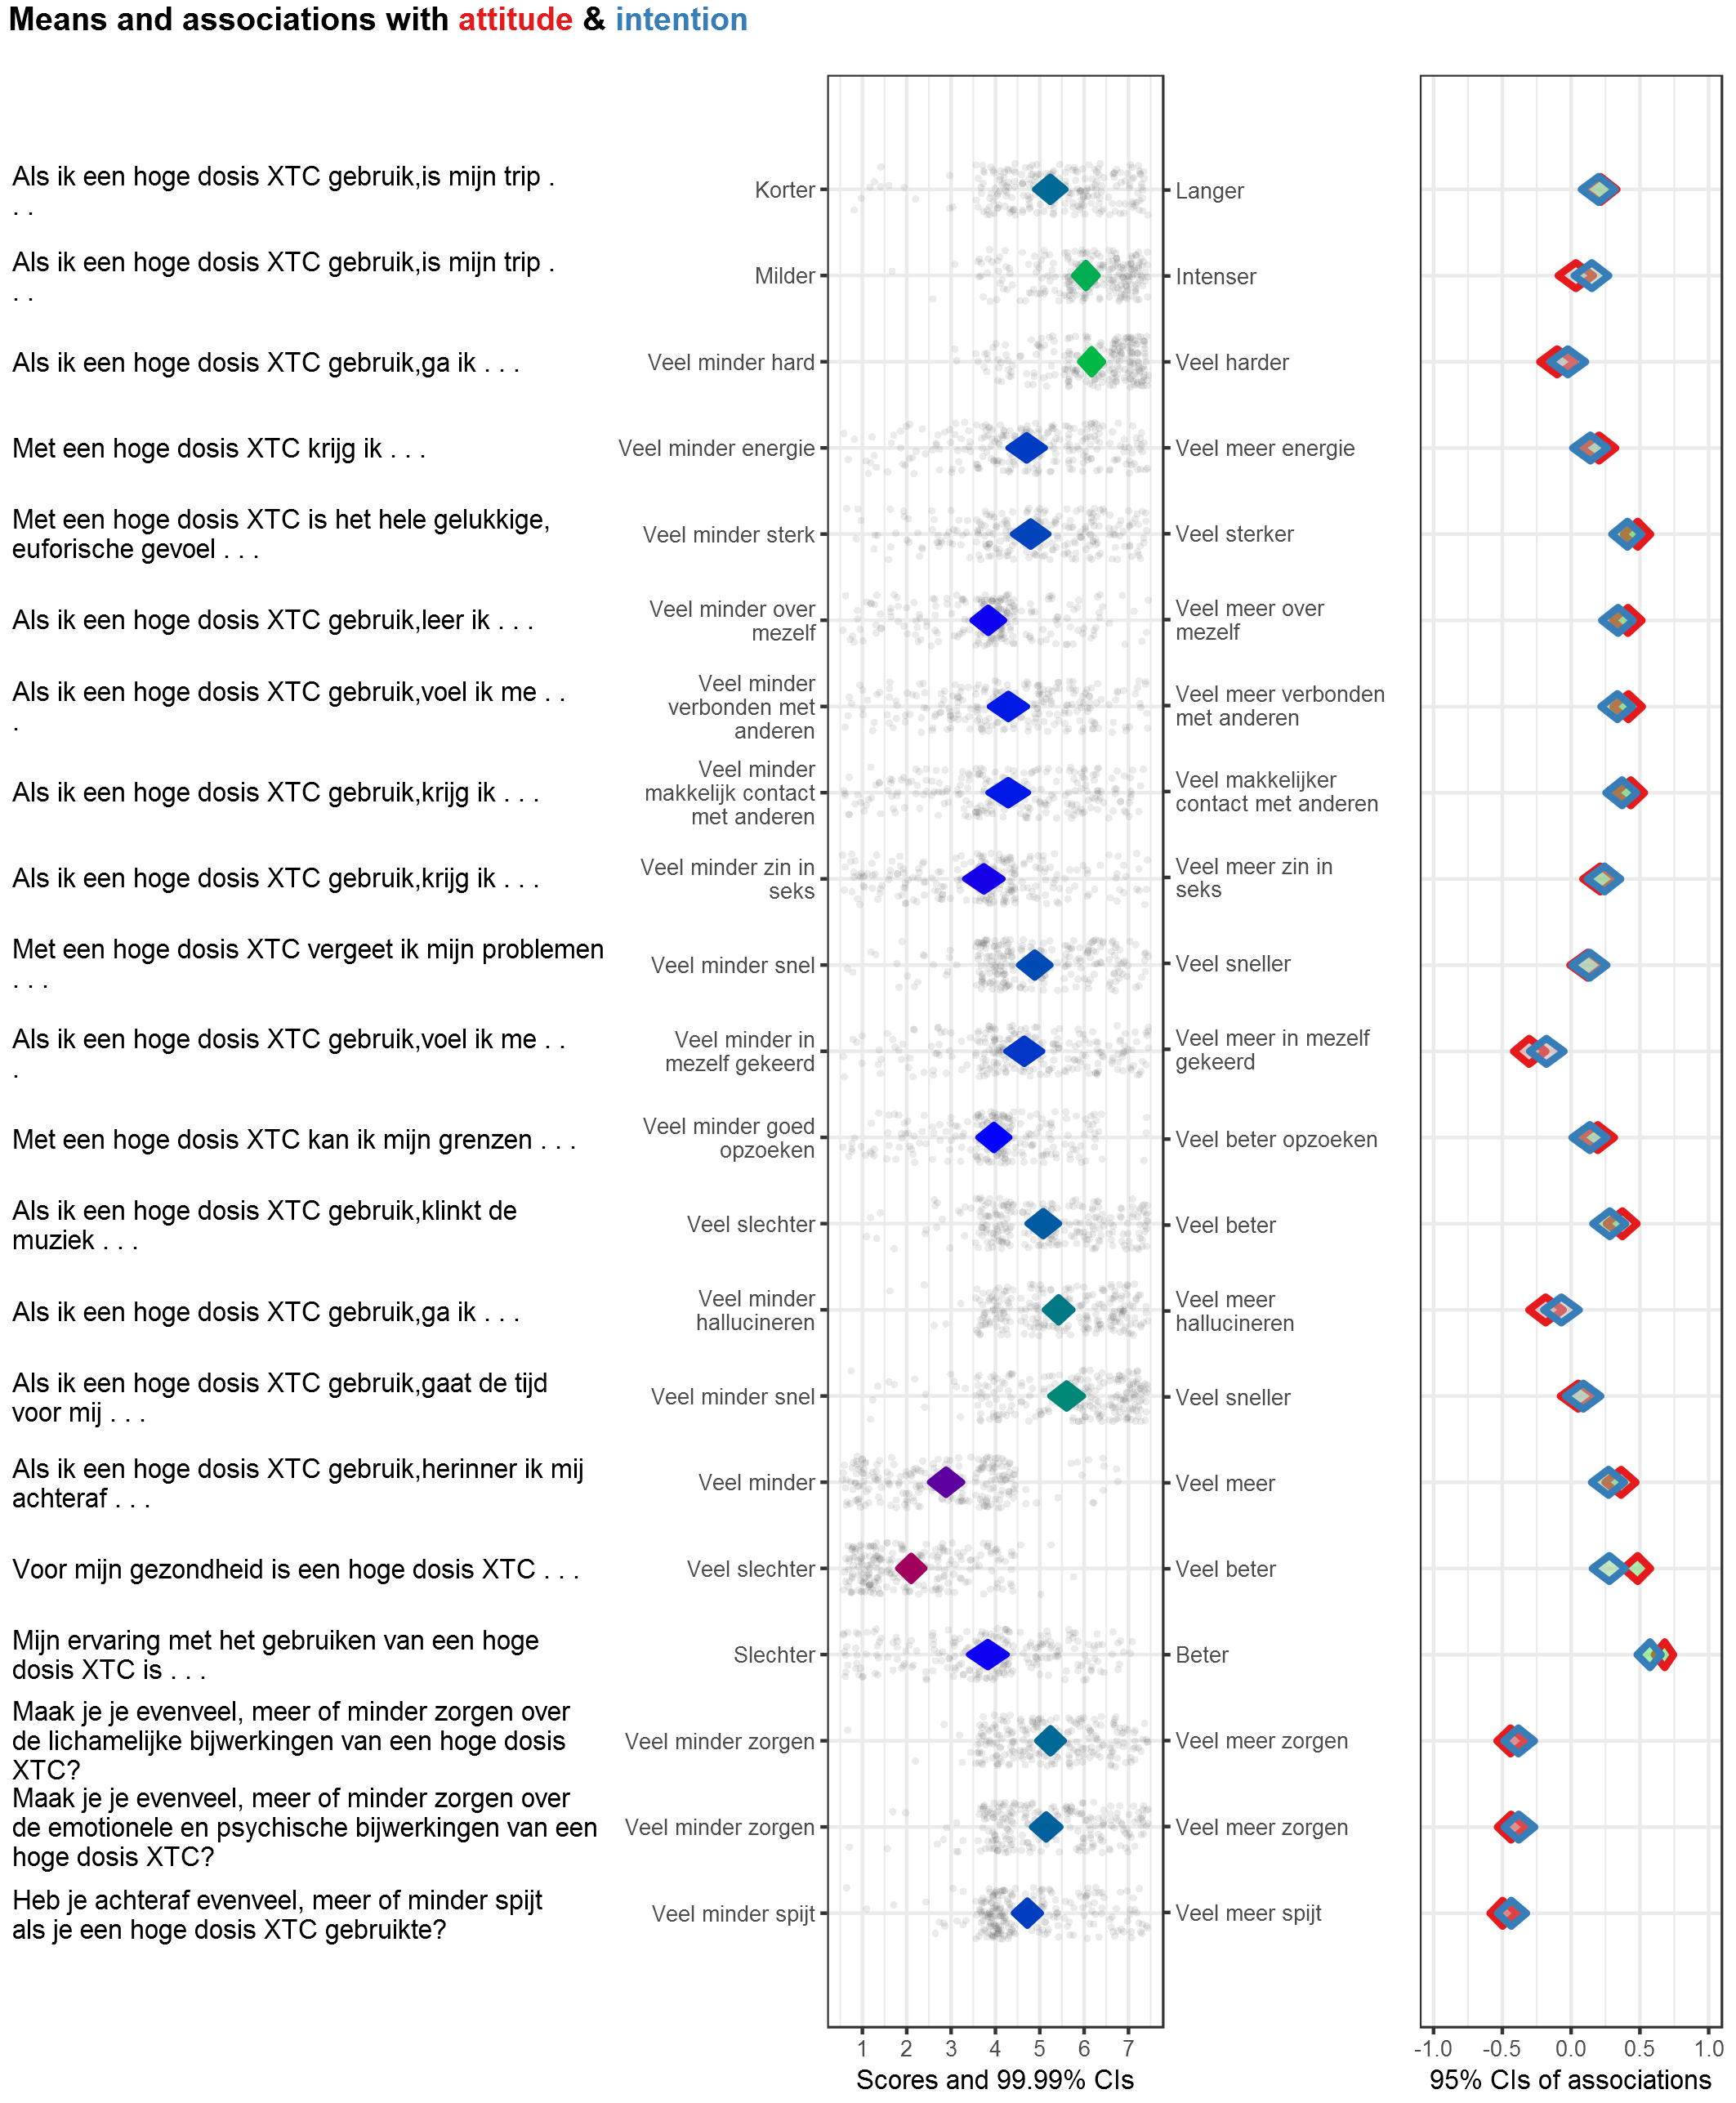 Means and associations with attitude & intention
Als ik een hoge dosis XTC gebruik,is mijn trip .
. .
Korter
Langer
Als ik een hoge dosis XTC gebruik,is mijn trip .
. .
Milder
Intenser
Als ik een hoge dosis XTC gebruik,ga ik . . .
Veel minder hard
Veel harder
Met een hoge dosis XTC krijg ik . . .
Veel minder energie
Veel meer energie
Met een hoge dosis XTC is het hele gelukkige,
euforische gevoel . . .
Veel minder sterk
Veel sterker
Als ik een hoge dosis XTC gebruik,leer ik . . .
Veel minder over
mezelf
Veel meer over
mezelf
Als ik een hoge dosis XTC gebruik,voel ik me . .
.
Veel minder
verbonden met
anderen
Veel meer verbonden
met anderen
Als ik een hoge dosis XTC gebruik,krijg ik . . .
Veel minder
makkelijk contact
met anderen
Veel makkelijker
contact met anderen
Als ik een hoge dosis XTC gebruik,krijg ik . . .
Veel minder zin in
seks
Veel meer zin in
seks
Met een hoge dosis XTC vergeet ik mijn problemen
. . .
Veel minder snel
Veel sneller
Als ik een hoge dosis XTC gebruik,voel ik me . .
.
Veel minder in
mezelf gekeerd
Veel meer in mezelf
gekeerd
Met een hoge dosis XTC kan ik mijn grenzen . . .
Veel minder goed
opzoeken
Veel beter opzoeken
Als ik een hoge dosis XTC gebruik,klinkt de
muziek . . .
Veel slechter
Veel beter
Als ik een hoge dosis XTC gebruik,ga ik . . .
Veel minder
hallucineren
Veel meer
hallucineren
Als ik een hoge dosis XTC gebruik,gaat de tijd
voor mij . . .
Veel minder snel
Veel sneller
Als ik een hoge dosis XTC gebruik,herinner ik mij
achteraf . . .
Veel minder
Veel meer
Voor mijn gezondheid is een hoge dosis XTC . . .
Veel slechter
Veel beter
Mijn ervaring met het gebruiken van een hoge
dosis XTC is . . .
Slechter
Beter
Maak je je evenveel, meer of minder zorgen over
de lichamelijke bijwerkingen van een hoge dosis
XTC?
Veel minder zorgen
Veel meer zorgen
Maak je je evenveel, meer of minder zorgen over
de emotionele en psychische bijwerkingen van een
hoge dosis XTC?
Veel minder zorgen
Veel meer zorgen
Heb je achteraf evenveel, meer of minder spijt
als je een hoge dosis XTC gebruikte?
Veel minder spijt
Veel meer spijt
1 2 3 4 5 6 7
Scores and 99.99% CIs
-1.0 -0.5 0.0 0.5 1.0
95% CIs of associations